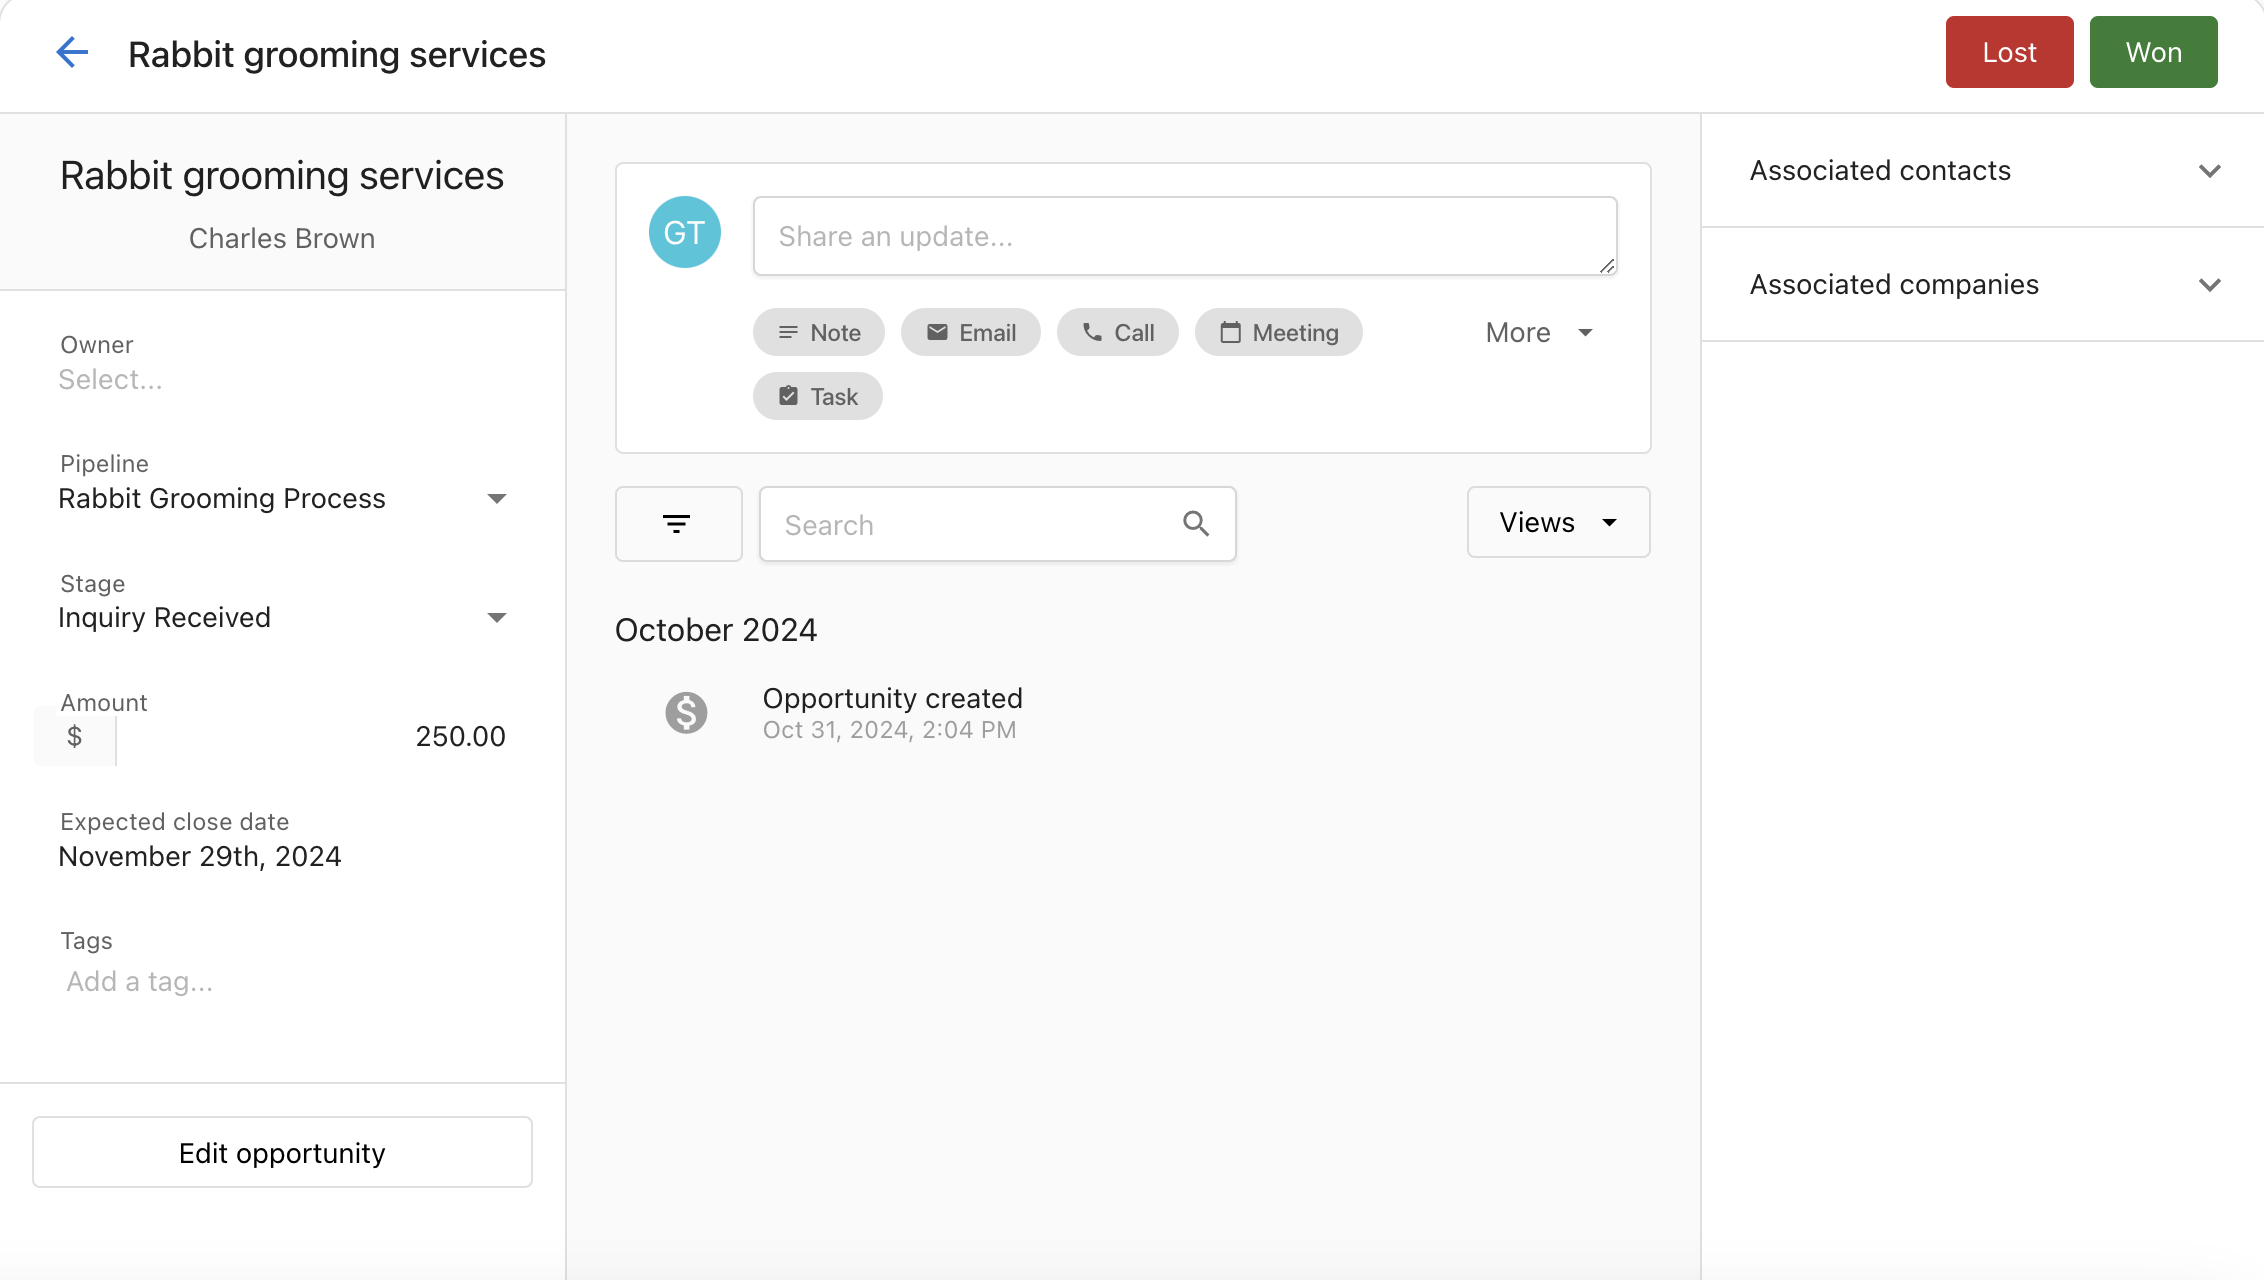 Rabbit grooming services
Lost
Won
Rabbit grooming services
Charles Brown
Owner
Select...
Pipeline
Rabbit Grooming Process
Stage
Inquiry Received
Amount
$ 250.00
Expected close date
November 29th, 2024
Tags
Add a tag...
Edit opportunity
GT
Share an update...
Note
Email
Call
Meeting
More
Task
Search
Views
October 2024
Opportunity created
Oct 31, 2024, 2:04 PM
Associated contacts
Associated companies